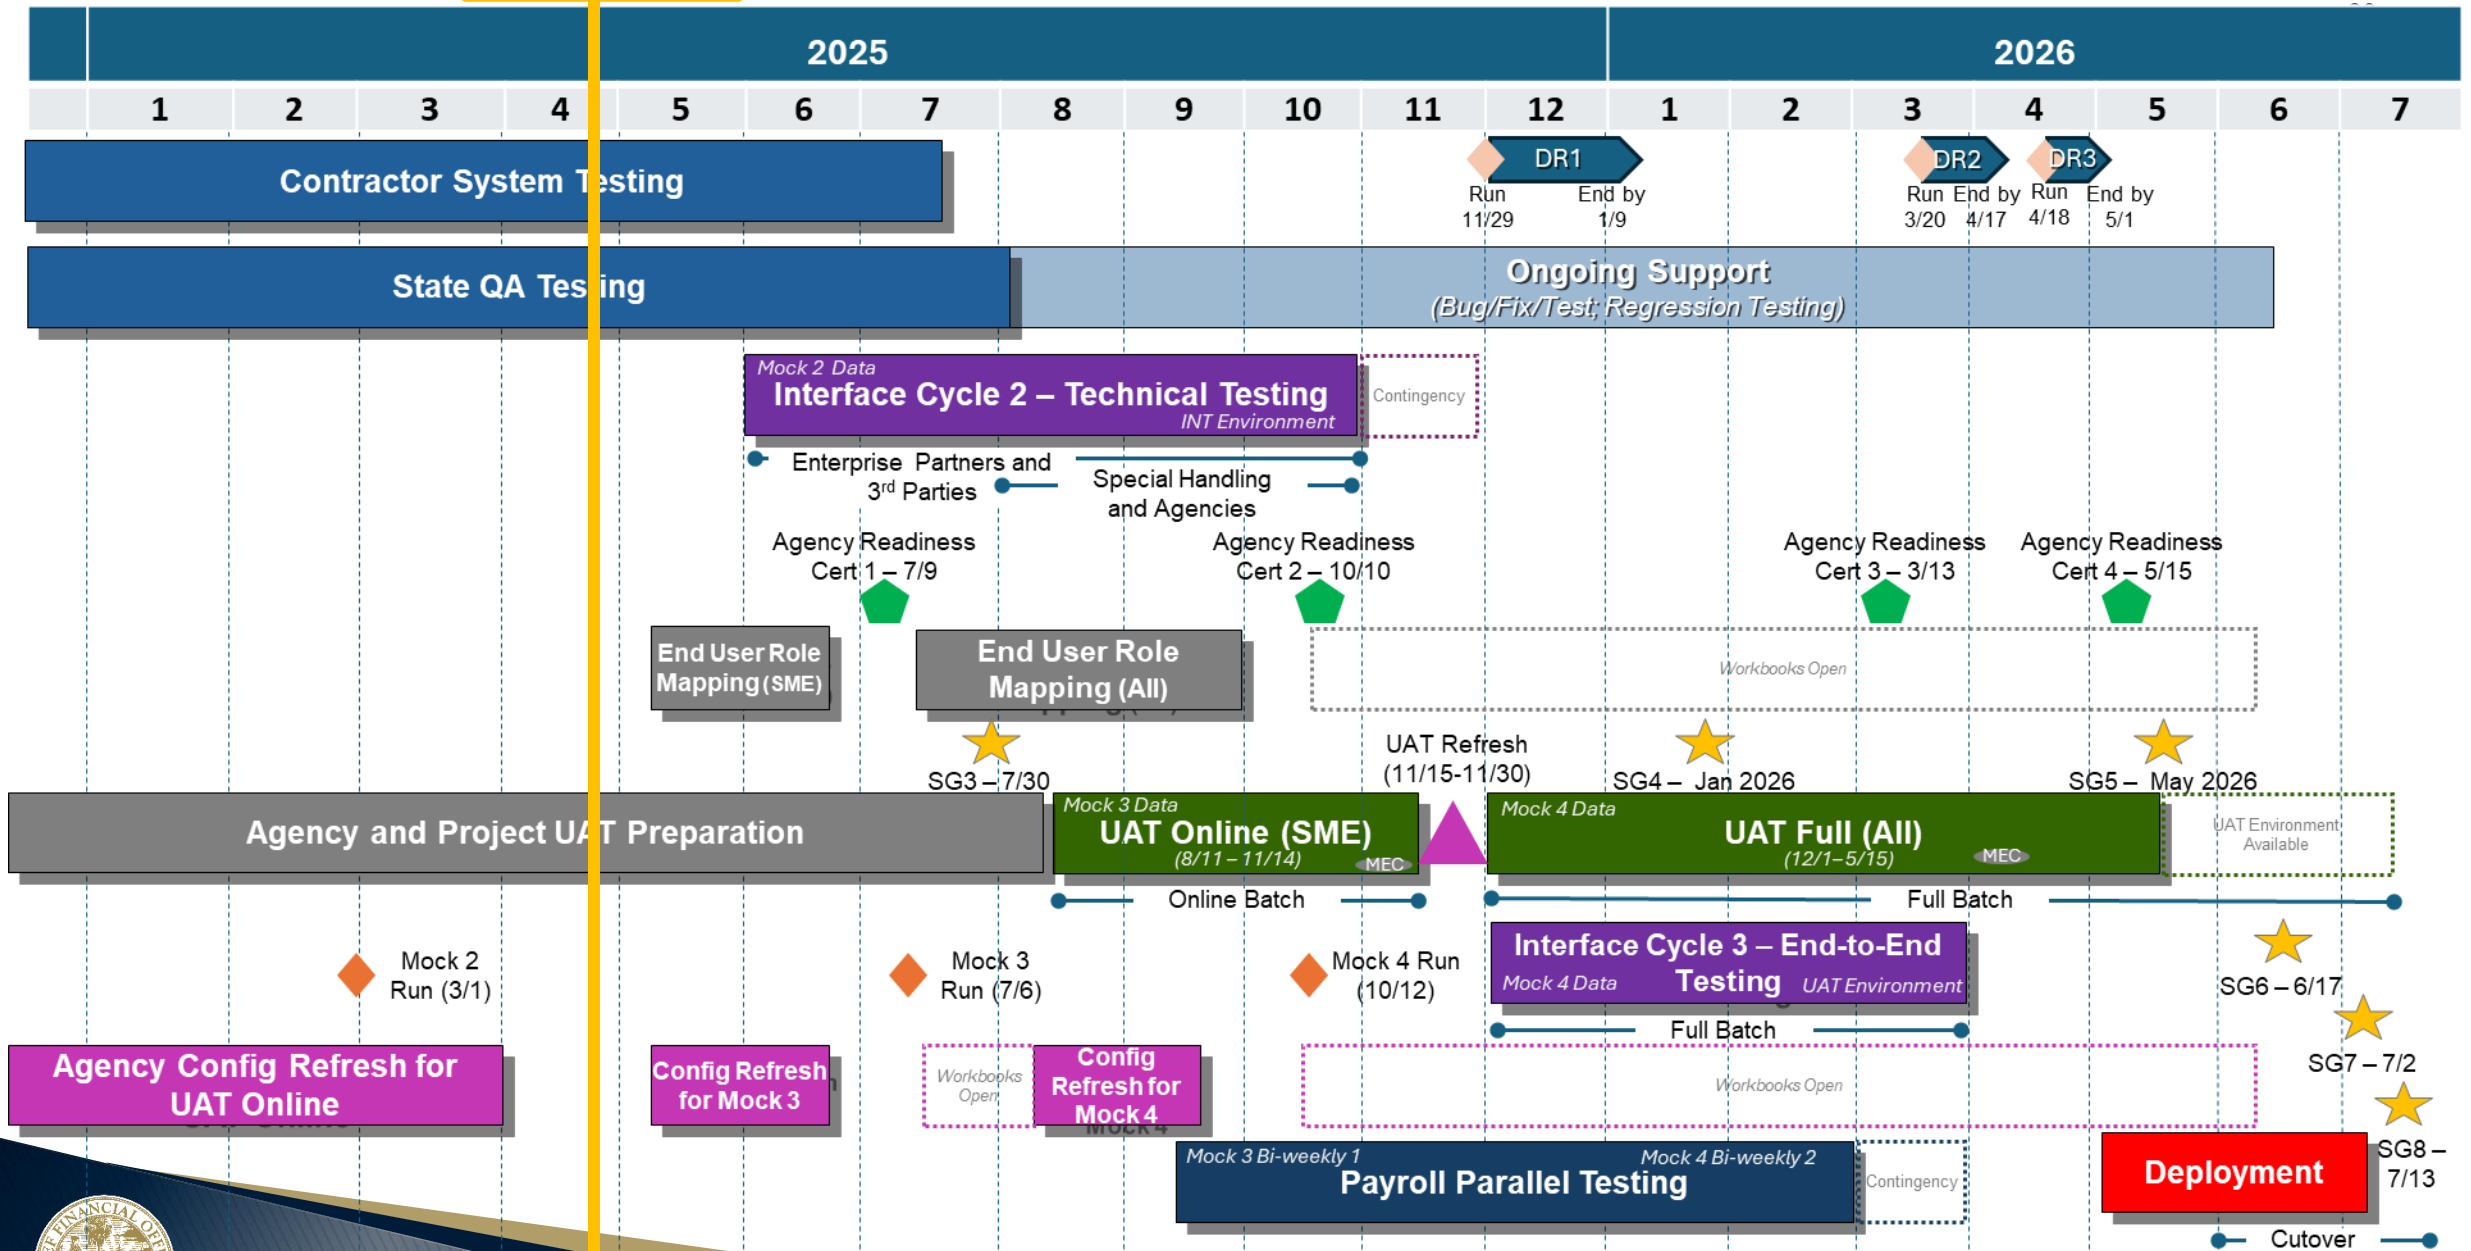 2025
2026
1 2 3 4 5 6 7 8 9 10 11 12 1 2 3 4 5 6 7
Contractor System Testing
DR1
Run
11/29
End by
1/9
DR2
Run
3/20
End by
4/17
DR3
Run
4/18
End by
5/1
State QA Testing
Ongoing Support
(Bug/Fix/Test; Regression Testing)
Mock 2 Data
Interface Cycle 2 – Technical Testing
INT Environment
Contingency
Enterprise Partners and
3rd Parties
Special Handling
and Agencies
Agency Readiness
Cert 1 – 7/9
Agency Readiness
Cert 2 – 10/10
Agency Readiness
Cert 3 – 3/13
Agency Readiness
Cert 4 – 5/15
End User Role
Mapping (SME)
End User Role
Mapping (All)
Workbooks Open
SG3 – 7/30
UAT Refresh
(11/15-11/30)
SG4 – Jan 2026
SG5 – May 2026
Agency and Project UAT Preparation
Mock 3 Data
UAT Online (SME)
(8/11 – 11/14)
MEC
Mock 4 Data
UAT Full (All)
(12/1–5/15)
MEC
UAT Environment
Available
Online Batch
Full Batch
Mock 2
Run (3/1)
Mock 3
Run (7/6)
Mock 4 Run
(10/12)
Interface Cycle 3 – End-to-End
Testing
Mock 4 Data
UAT Environment
Full Batch
SG6 – 6/17
SG7 – 7/2
Agency Config Refresh for
UAT Online
Config Refresh
for Mock 3
Workbooks
Open
Config
Refresh for
Mock 4
Workbooks Open
SG8 –
7/13
Mock 3 Bi-weekly 1
Mock 4 Bi-weekly 2
Payroll Parallel Testing
Contingency
Deployment
Cutover
FINANCIAL